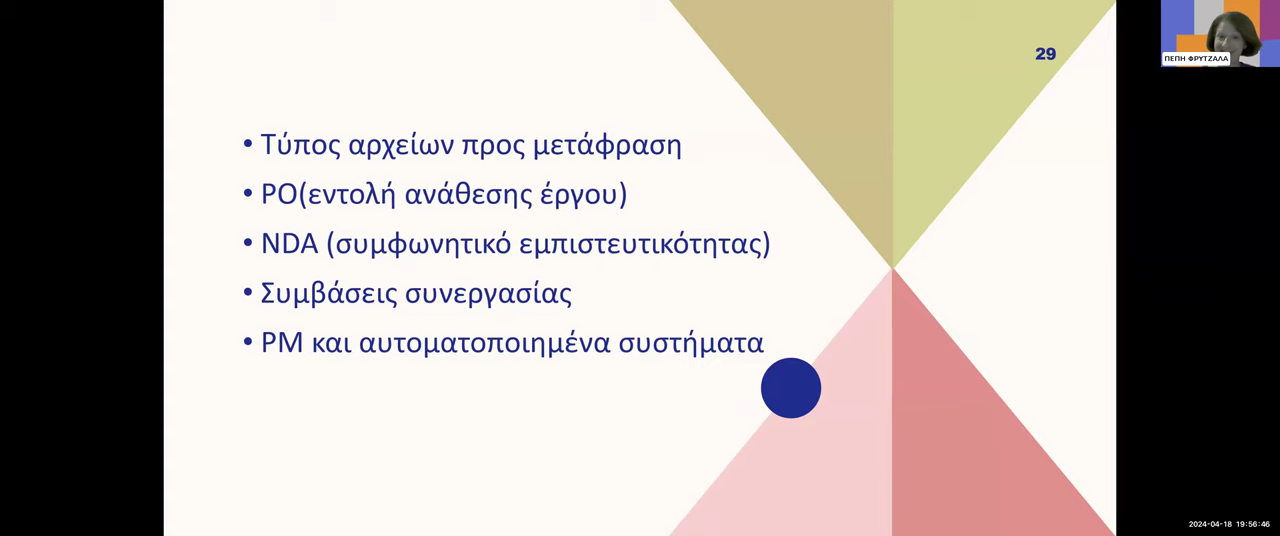 29
ΠΕΠΗ ΦΡΥΤΖΑΛΑ
• Τύπος αρχείων προς μετάφραση
• PO(εντολή ανάθεσης έργου)
• NDA (συμφωνητικό εμπιστευτικότητας)
• Συμβάσεις συνεργασίας
• PM και αυτοματοποιημένα συστήματα
2024-04-18 19:56:46